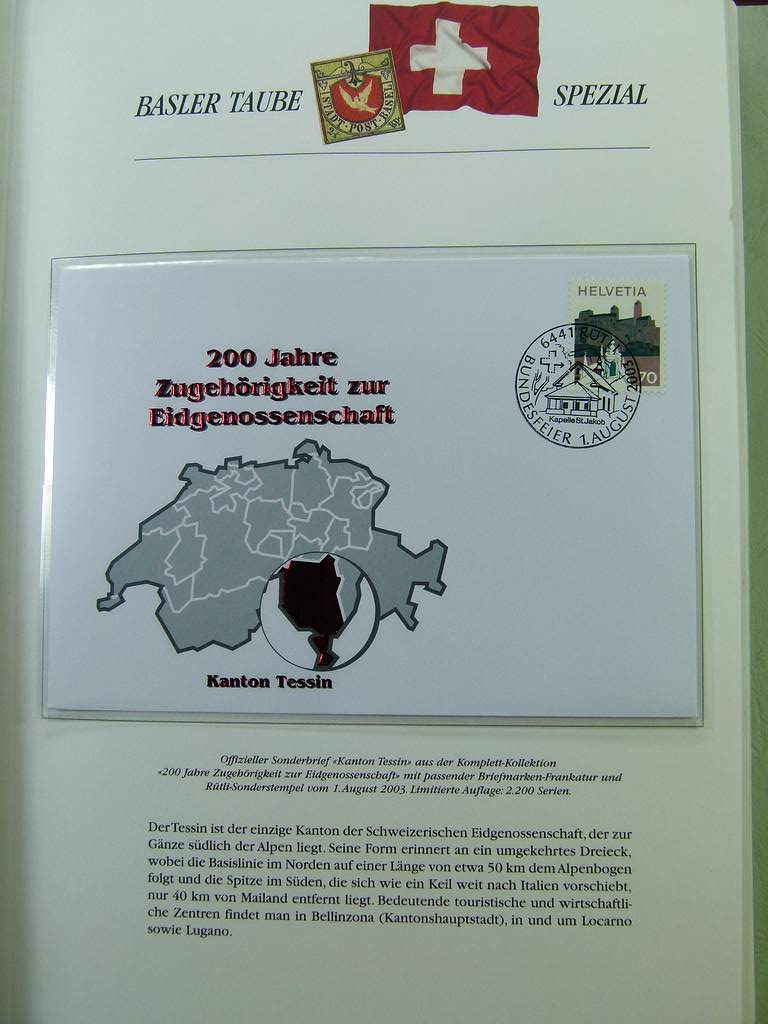 BASLER TAUBE
STADT·POST·BASEL
SPEZIAL
HELVETIA
70
6441 RÜTLI
BUNDESFEIER 1. AUGUST 2003
Kapelle St. Jakob
200 Jahre
Zugehörigkeit zur
Eidgenossenschaft
Kanton Tessin
Offizieller Sonderbrief «Kanton Tessin» aus der Komplett-Kollektion
«200 Jahre Zugehörigkeit zur Eidgenossenschaft» mit passender Briefmarken-Frankatur und
Rütli-Sonderstempel vom 1. August 2003. Limitierte Auflage: 2.200 Serien.
Der Tessin ist der einzige Kanton der Schweizerischen Eidgenossenschaft, der zur
Gänze südlich der Alpen liegt. Seine Form erinnert an ein umgekehrtes Dreieck,
wobei die Basislinie im Norden auf einer Länge von etwa 50 km dem Alpenbogen
folgt und die Spitze im Süden, die sich wie ein Keil weit nach Italien vorschiebt,
nur 40 km von Mailand entfernt liegt. Bedeutende touristische und wirtschaftli-
che Zentren findet man in Bellinzona (Kantonshauptstadt), in und um Locarno
sowie Lugano.